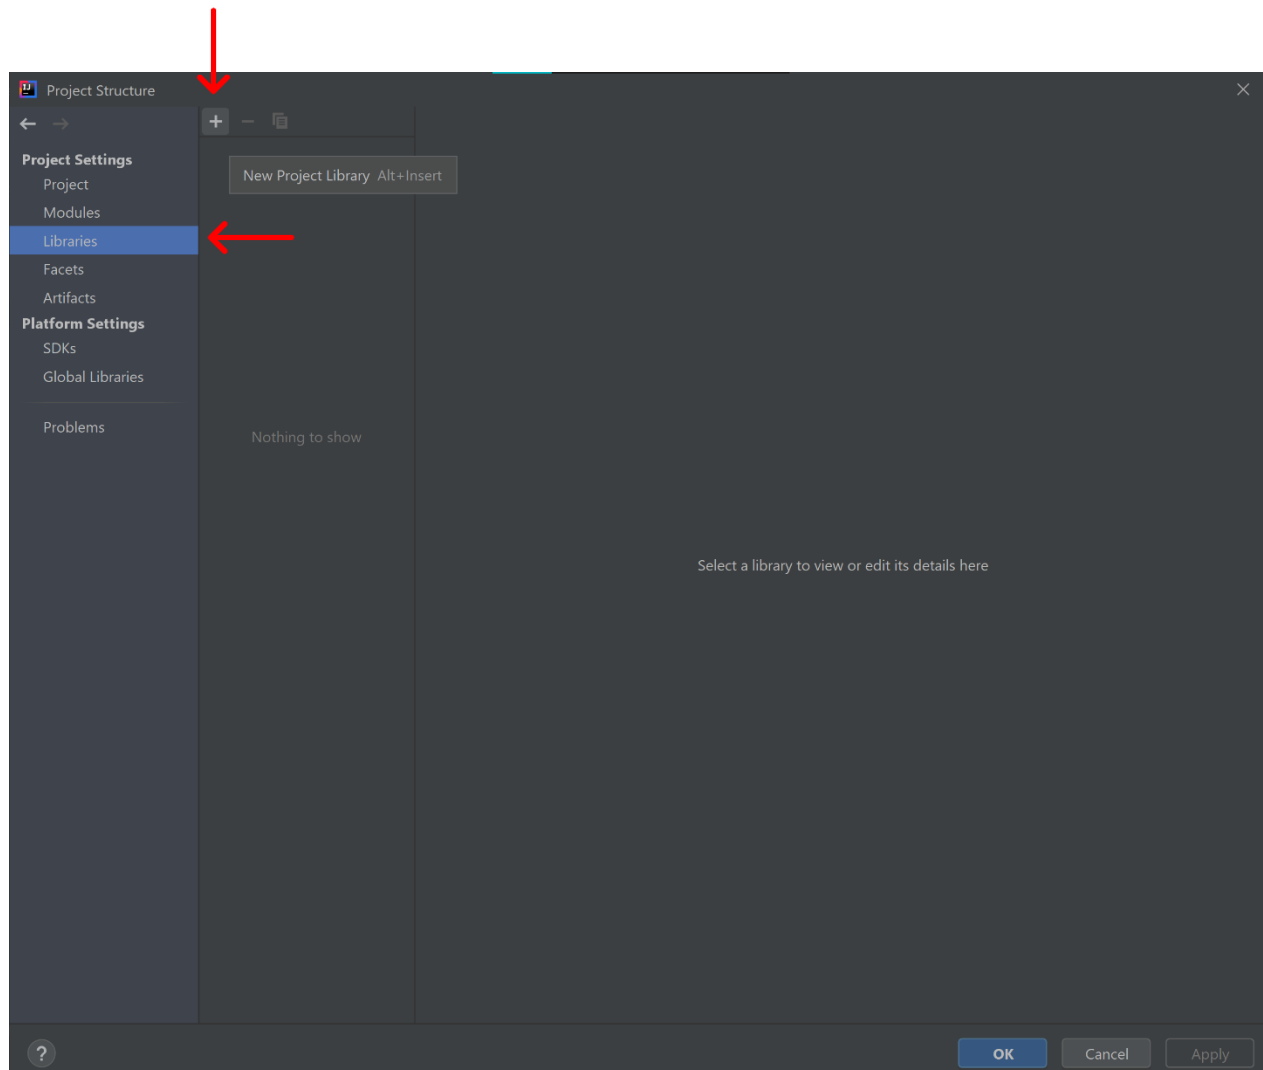 Project Structure
Project Settings
Project
Modules
Libraries
Facets
Artifacts
Platform Settings
SDKs
Global Libraries
Problems
New Project Library Alt+Insert
Nothing to show
Select a library to view or edit its details here
?
OK
Cancel
Apply